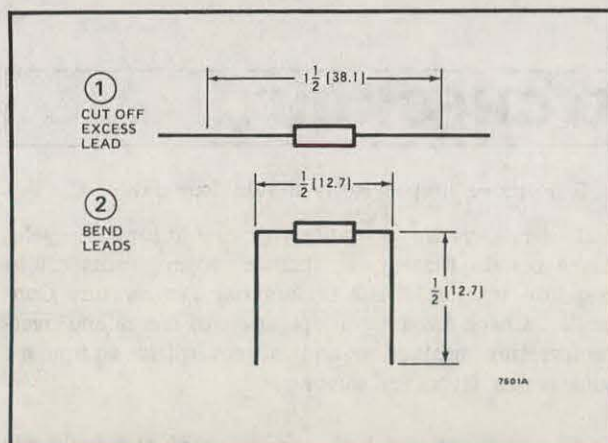 1
1 1/2 [38.1]
CUT OFF
EXCESS
LEAD
1/2 [12.7]
2
BEND
LEADS
1/2 [12.7]
7601A